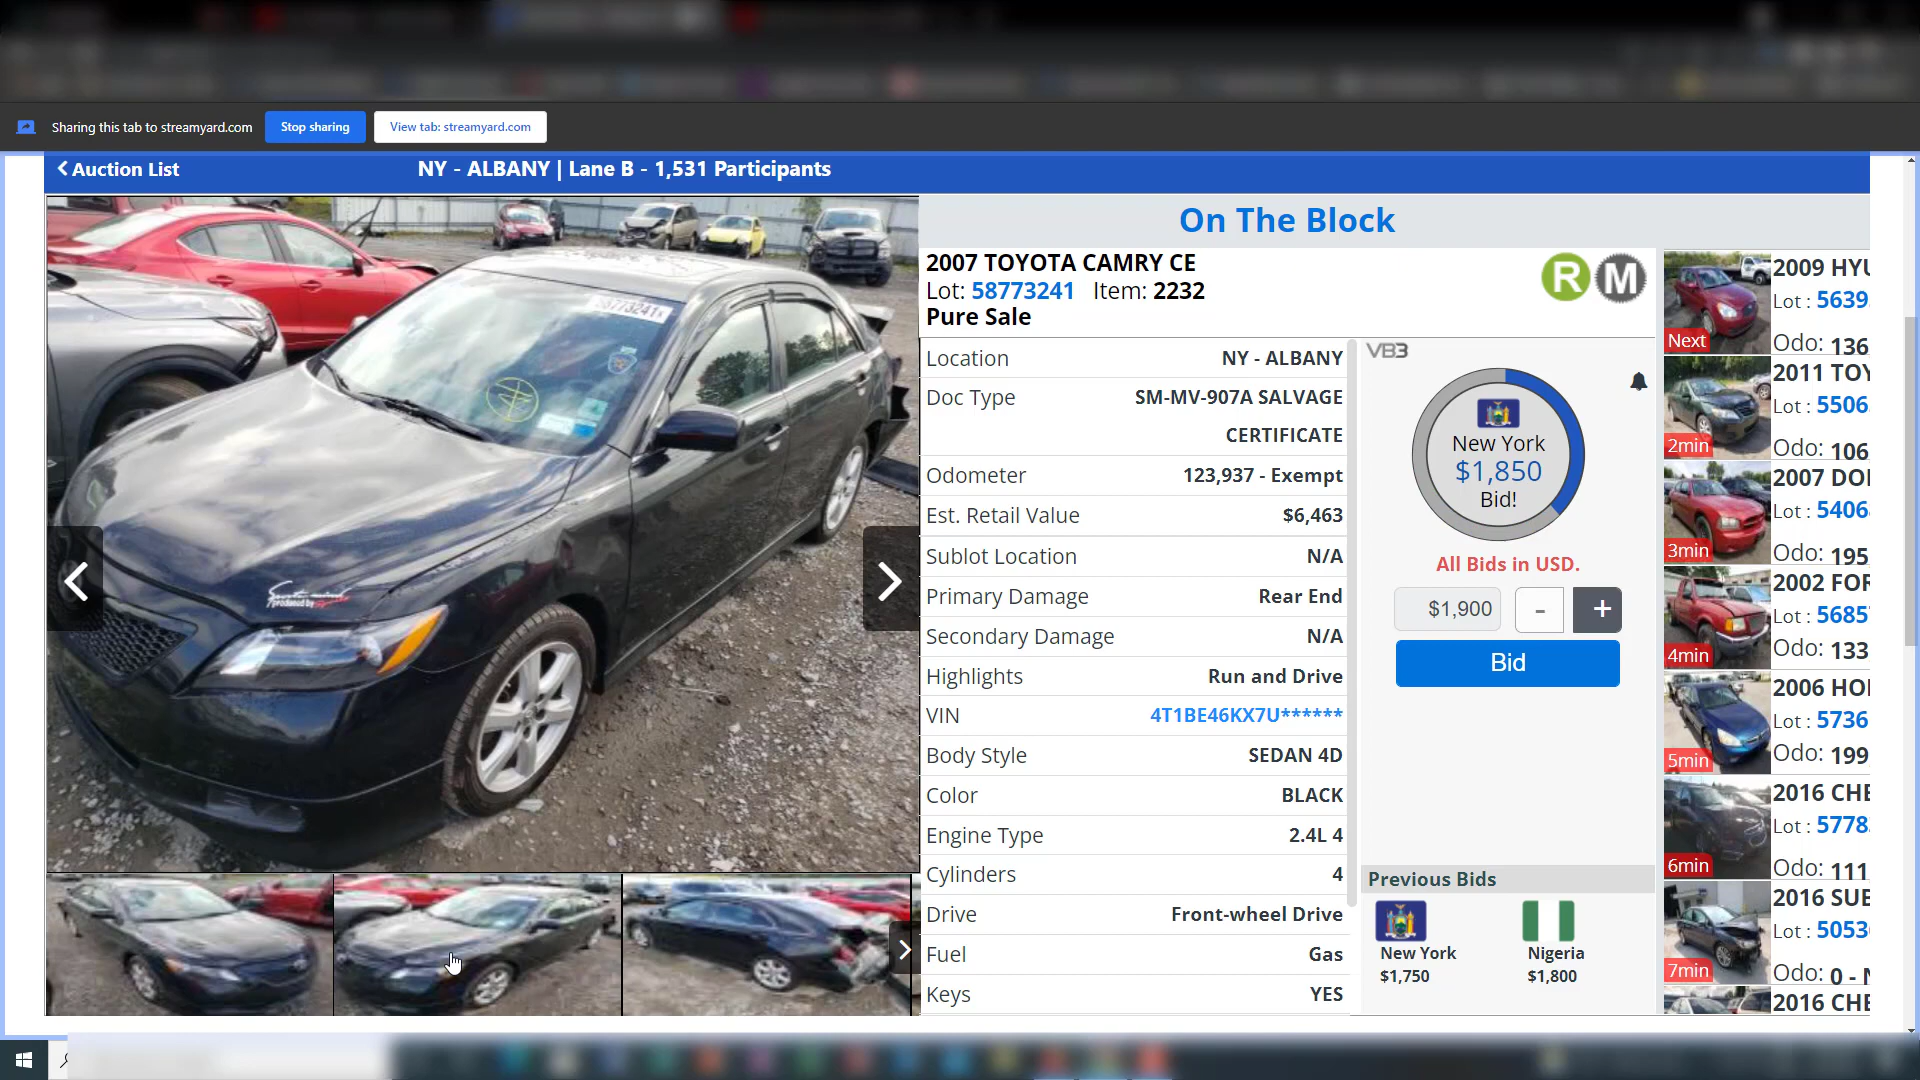 Sharing this tab to streamyard.com
Stop sharing
View tab: streamyard.com
Auction List
NY - ALBANY | Lane B - 1,531 Participants
58773241
Sports mind
produced by
On The Block
2007 TOYOTA CAMRY CE
Lot: 58773241 Item: 2232
Pure Sale
R M
Location NY - ALBANY
Doc Type SM-MV-907A SALVAGE
CERTIFICATE
Odometer 123,937 - Exempt
Est. Retail Value $6,463
Sublot Location N/A
Primary Damage Rear End
Secondary Damage N/A
Highlights Run and Drive
VIN 4T1BE46KX7U******
Body Style SEDAN 4D
Color BLACK
Engine Type 2.4L 4
Cylinders 4
Drive Front-wheel Drive
Fuel Gas
Keys YES
VB3
New York
$1,850
Bid!
All Bids in USD.
$1,900 - +
Bid
Previous Bids
New York
$1,750
Nigeria
$1,800
2009 HYU
Lot : 5639
Odo: 136
Next
2011 TOY
Lot : 5506
Odo: 106
2min
2007 DO
Lot : 5406
Odo: 195
3min
2002 FOR
Lot : 5685
Odo: 133
4min
2006 HO
Lot : 5736
Odo: 199
5min
2016 CHE
Lot : 5778
Odo: 111
6min
2016 SUB
Lot : 5053
Odo: 0 - N
7min
2016 CHE